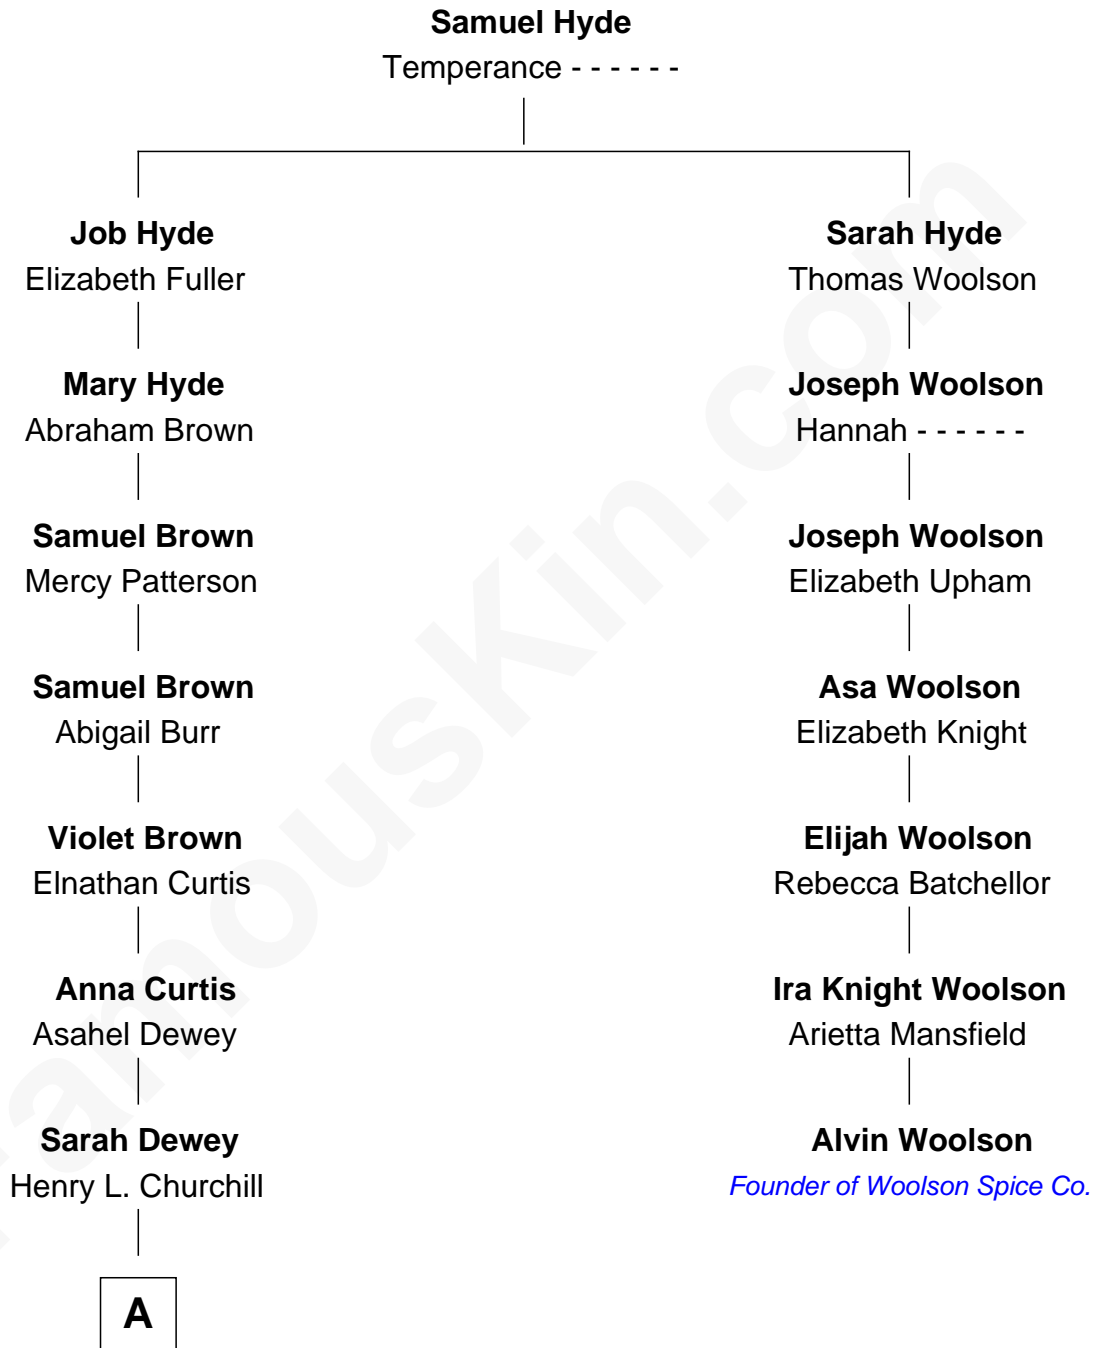 Samuel Hyde
Temperance - - - - - -
Job Hyde
Elizabeth Fuller
Sarah Hyde
Thomas Woolson
Mary Hyde
Abraham Brown
Joseph Woolson
Hannah - - - - - -
Samuel Brown
Mercy Patterson
Joseph Woolson
Elizabeth Upham
Samuel Brown
Abigail Burr
Asa Woolson
Elizabeth Knight
Violet Brown
Elnathan Curtis
Elijah Woolson
Rebecca Batchellor
Anna Curtis
Asahel Dewey
Ira Knight Woolson
Arietta Mansfield
Sarah Dewey
Henry L. Churchill
Alvin Woolson
Founder of Woolson Spice Co.
A
FamousKin.com